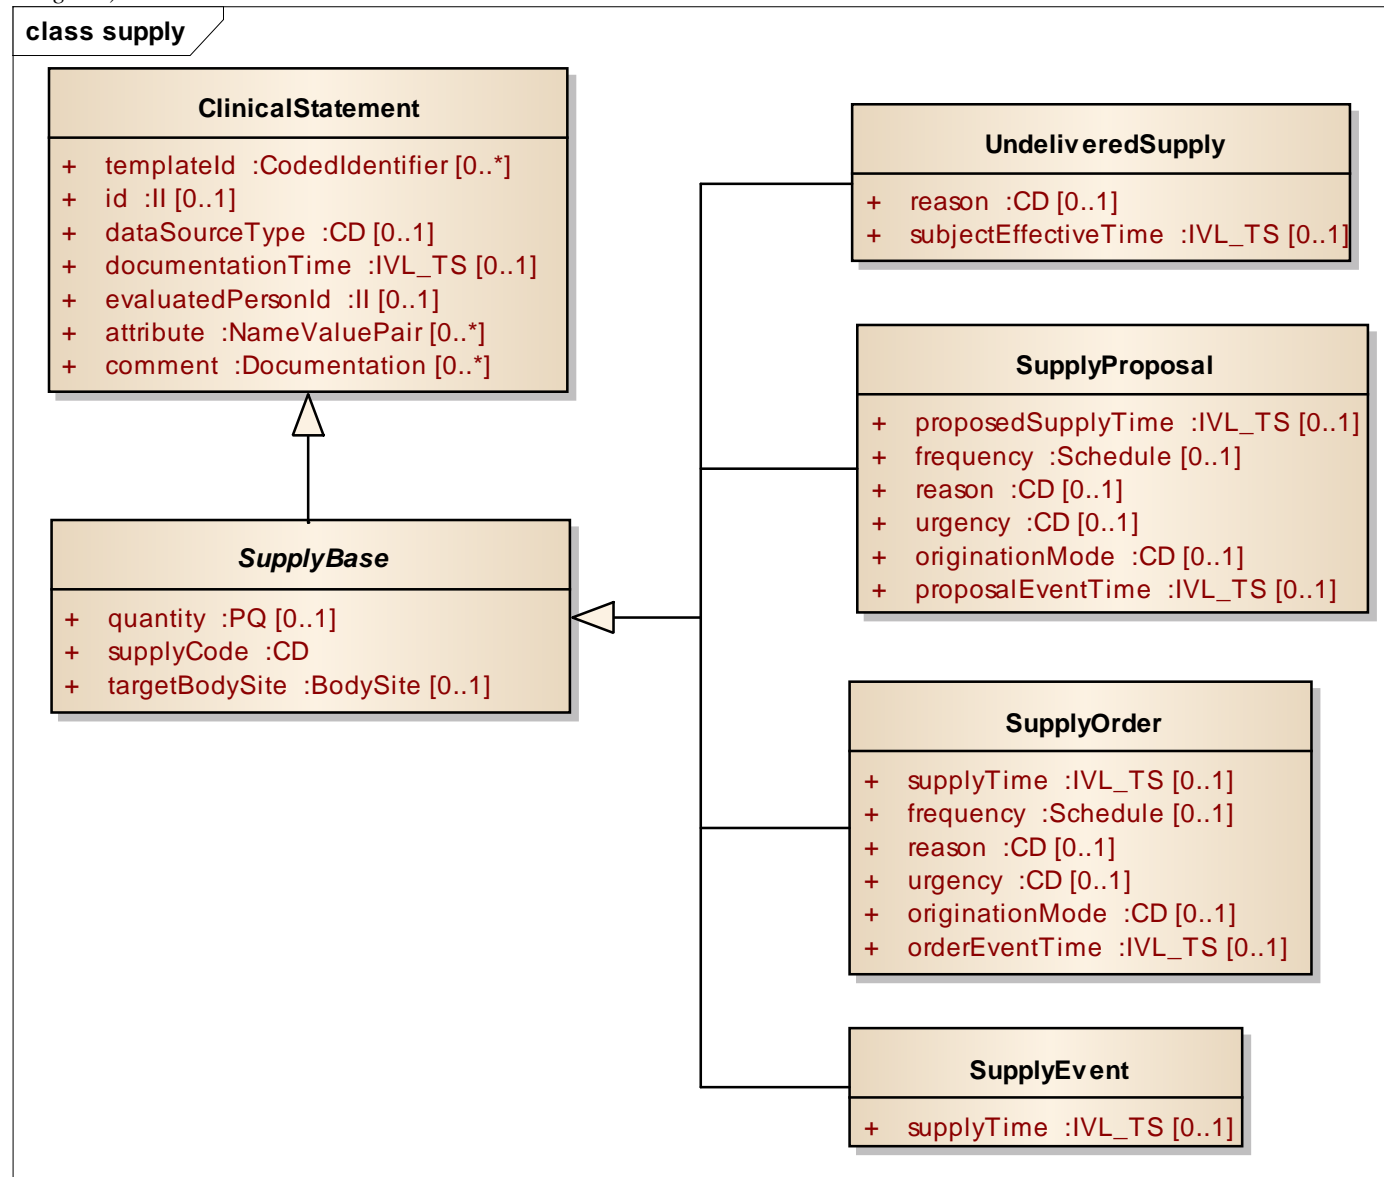 class supply
ClinicalStatement
+ templateId :CodedIdentifier [0..*]
+ id :II [0..1]
+ dataSourceType :CD [0..1]
+ documentationTime :IVL_TS [0..1]
+ evaluatedPersonId :II [0..1]
+ attribute :NameValuePair [0..*]
+ comment :Documentation [0..*]
SupplyBase
+ quantity :PQ [0..1]
+ supplyCode :CD
+ targetBodySite :BodySite [0..1]
UndeliveredSupply
+ reason :CD [0..1]
+ subjectEffectiveTime :IVL_TS [0..1]
SupplyProposal
+ proposedSupplyTime :IVL_TS [0..1]
+ frequency :Schedule [0..1]
+ reason :CD [0..1]
+ urgency :CD [0..1]
+ originationMode :CD [0..1]
+ proposalEventTime :IVL_TS [0..1]
SupplyOrder
+ supplyTime :IVL_TS [0..1]
+ frequency :Schedule [0..1]
+ reason :CD [0..1]
+ urgency :CD [0..1]
+ originationMode :CD [0..1]
+ orderEventTime :IVL_TS [0..1]
SupplyEvent
+ supplyTime :IVL_TS [0..1]